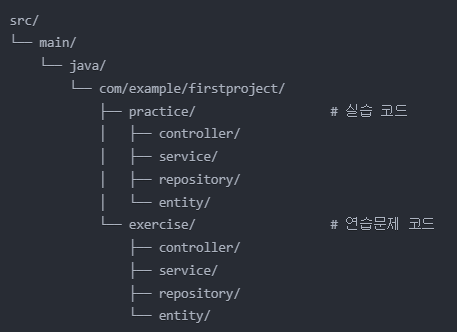 src/
└── main/
    └── java/
        └── com/example/firstproject/
            ├── practice/                  # 실습 코드
            │   ├── controller/
            │   ├── service/
            │   ├── repository/
            │   └── entity/
            └── exercise/                  # 연습문제 코드
                ├── controller/
                ├── service/
                ├── repository/
                └── entity/